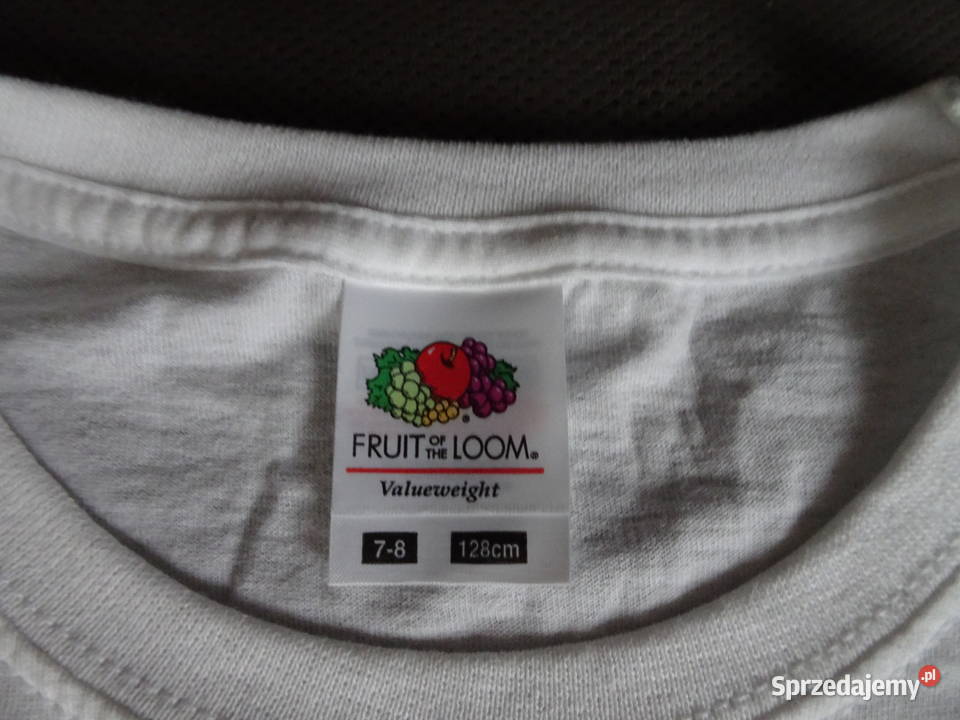 FRUIT OF THE LOOM®
Valueweight
7-8 128cm
Sprzedajemy.pl